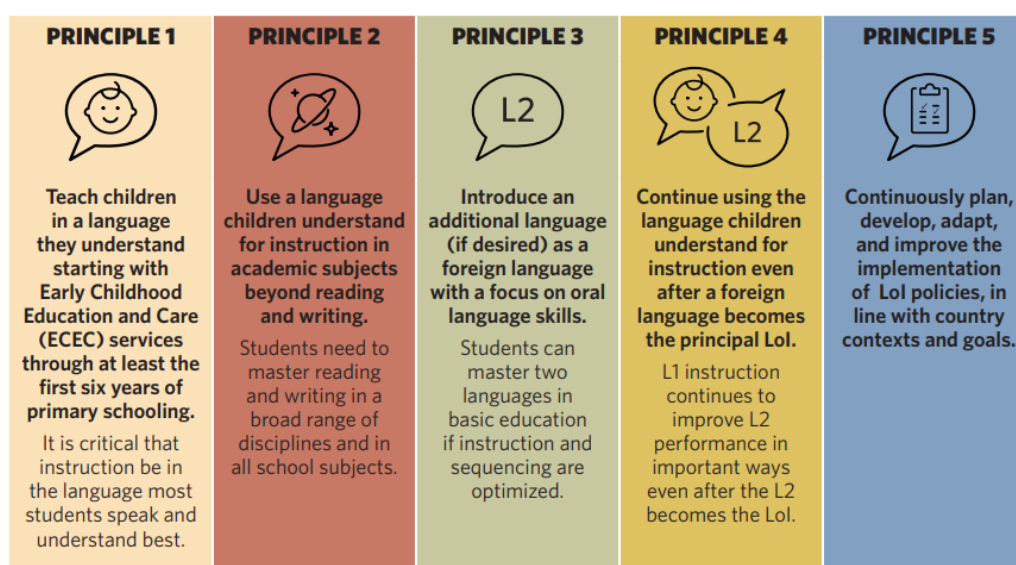 PRINCIPLE 1
Teach children
in a language
they understand
starting with
Early Childhood
Education and Care
(ECEC) services
through at least the
first six years of
primary schooling.
It is critical that
instruction be in
the language most
students speak and
understand best.
PRINCIPLE 2
Use a language
children understand
for instruction in
academic subjects
beyond reading
and writing.
Students need to
master reading
and writing in a
broad range of
disciplines and in
all school subjects.
PRINCIPLE 3
L2
Introduce an
additional language
(if desired) as a
foreign language
with a focus on oral
language skills.
Students can
master two
languages in
basic education
if instruction and
sequencing are
optimized.
PRINCIPLE 4
L2
Continue using the
language children
understand for
instruction even
after a foreign
language becomes
the principal LoI.
L1 instruction
continues to
improve L2
performance in
important ways
even after the L2
becomes the LoI.
PRINCIPLE 5
Continuously plan,
develop, adapt,
and improve the
implementation
of LoI policies, in
line with country
contexts and goals.